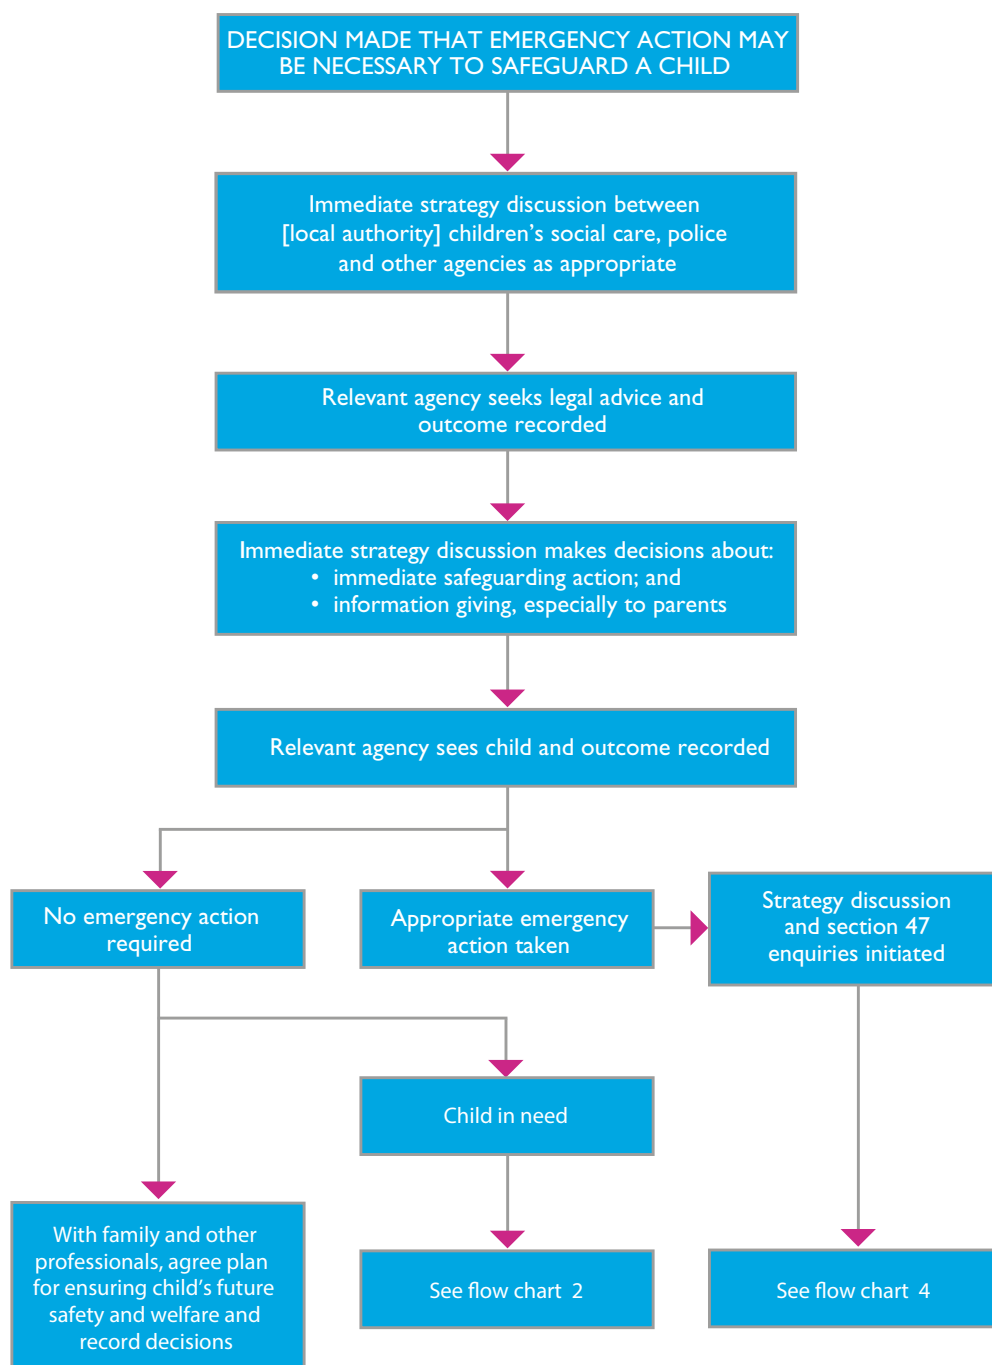 DECISION MADE THAT EMERGENCY ACTION MAY
BE NECESSARY TO SAFEGUARD A CHILD
Immediate strategy discussion between
[local authority] children’s social care, police
and other agencies as appropriate
Relevant agency seeks legal advice and
outcome recorded
Immediate strategy discussion makes decisions about:
• immediate safeguarding action; and
• information giving, especially to parents
Relevant agency sees child and outcome recorded
No emergency action
required
Appropriate emergency
action taken
Strategy discussion
and section 47
enquiries initiated
Child in need
With family and other
professionals, agree plan
for ensuring child’s future
safety and welfare and
record decisions
See flow chart 2
See flow chart 4